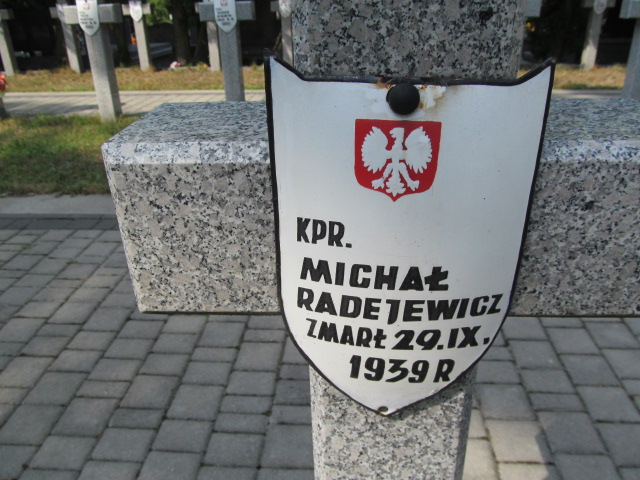 KPR.
MICHAŁ
RADEJEWICZ
ZMARŁ 29.IX.
1939 R